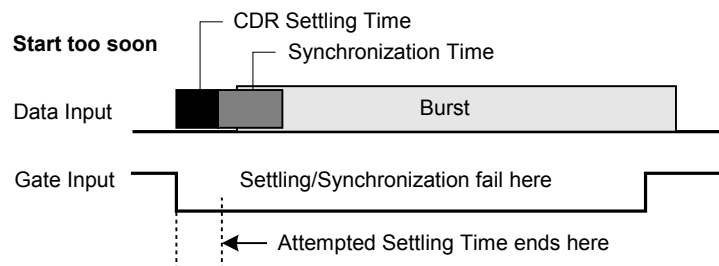 CDR Settling Time
Start too soon
Synchronization Time
Data Input
Burst
Gate Input
Settling/Synchronization fail here
Attempted Settling Time ends here